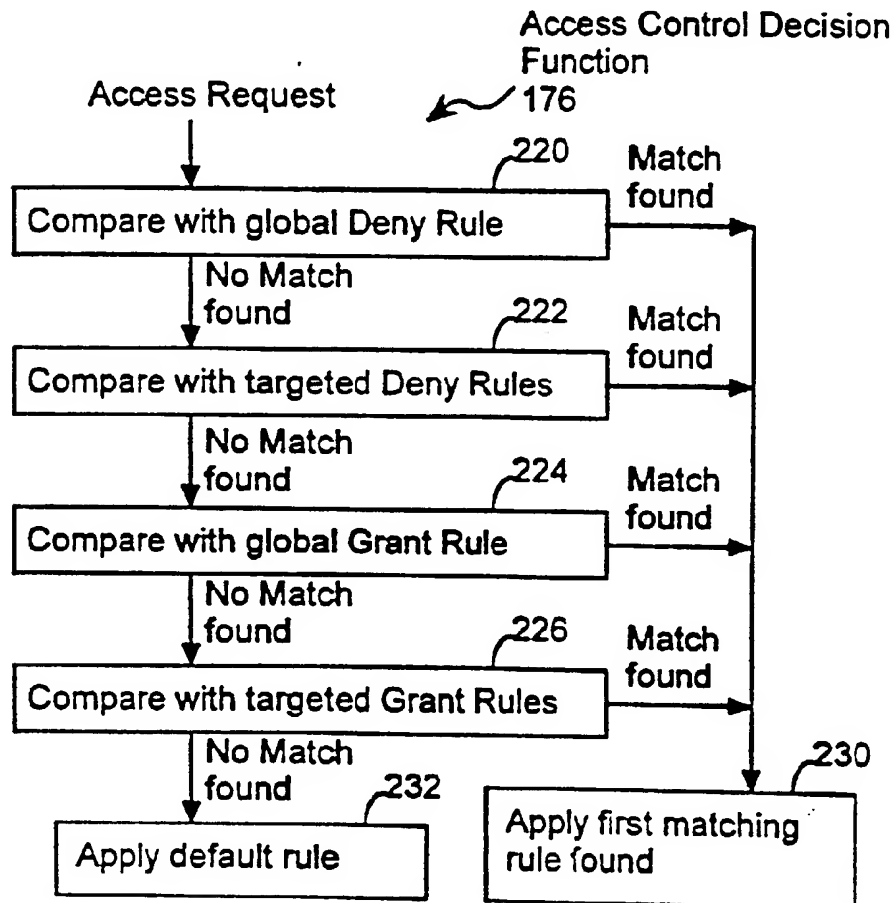 Access Control Decision
Function
176
Access Request
220
Match
found
Compare with global Deny Rule
No Match
found
222
Match
found
Compare with targeted Deny Rules
No Match
found
224
Match
found
Compare with global Grant Rule
No Match
found
226
Match
found
Compare with targeted Grant Rules
No Match
found
232
230
Apply default rule
Apply first matching
rule found